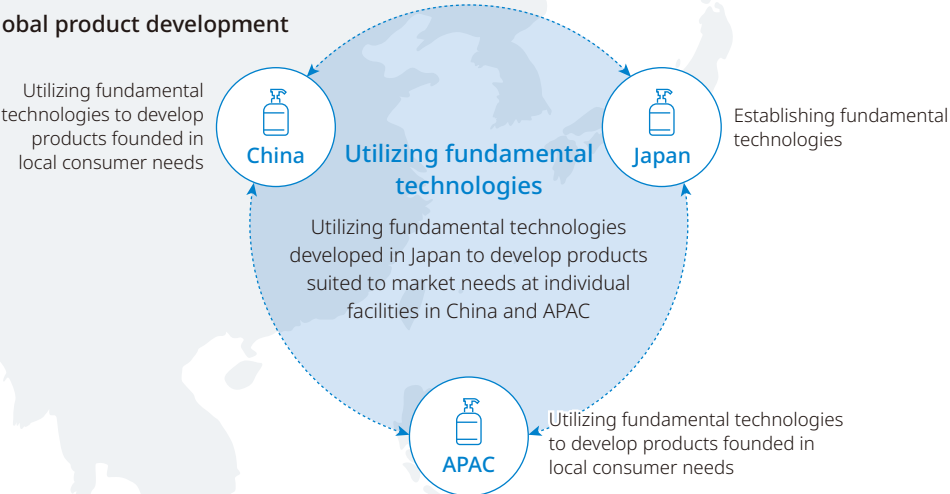 obal product development
Utilizing fundamental
technologies to develop
products founded in
local consumer needs
China
Utilizing fundamental
technologies
Utilizing fundamental technologies
developed in Japan to develop products
suited to market needs at individual
facilities in China and APAC
Japan
Establishing fundamental
technologies
APAC
Utilizing fundamental technologies
to develop products founded in
local consumer needs